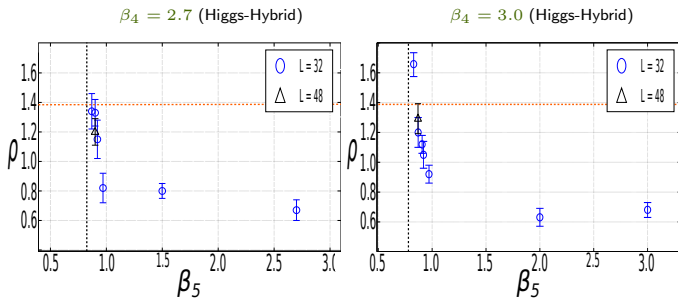 β₄ = 2.7 (Higgs-Hybrid)
1.6
1.4
1.2
1.0
0.8
0.6
ρ
L = 32
L = 48
0.5 1.0 1.5 2.0 2.5 3.0
β₅
β₄ = 3.0 (Higgs-Hybrid)
1.6
1.4
1.2
1.0
0.8
0.6
ρ
L = 32
L = 48
0.5 1.0 1.5 2.0 2.5 3.0
β₅